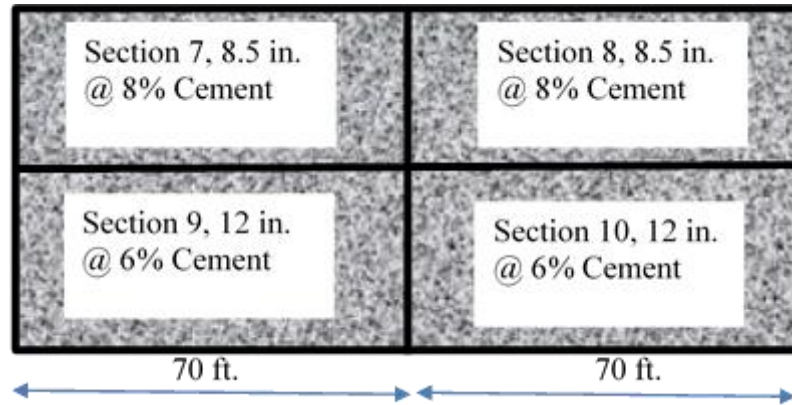 Section 7, 8.5 in.
@ 8% Cement
Section 8, 8.5 in.
@ 8% Cement
Section 9, 12 in.
@ 6% Cement
Section 10, 12 in.
@ 6% Cement
70 ft.
70 ft.